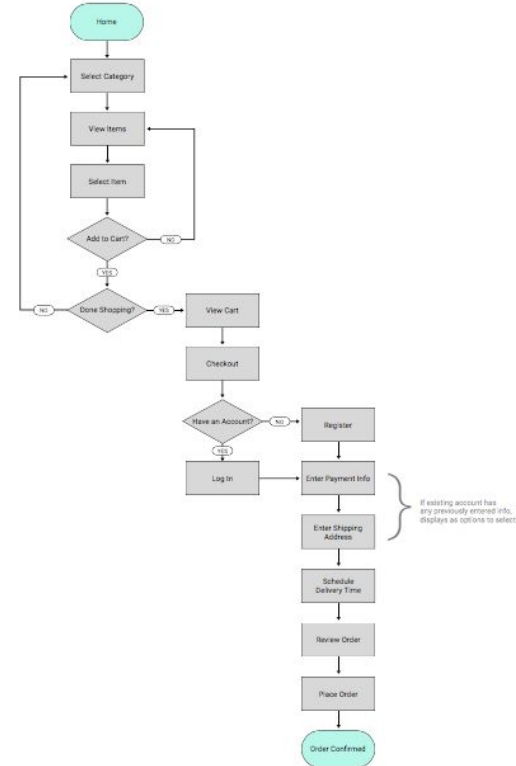 Home
Select Category
View Items
Select Item
Add to Cart?
NO
YES
Done Shopping?
NO
YES
View Cart
Checkout
Have an Account?
NO
Register
YES
Log In
Enter Payment Info
If existing account has
any previously entered info,
displays as options to select
Enter Shipping
Address
Schedule
Delivery Time
Review Order
Place Order
Order Confirmed